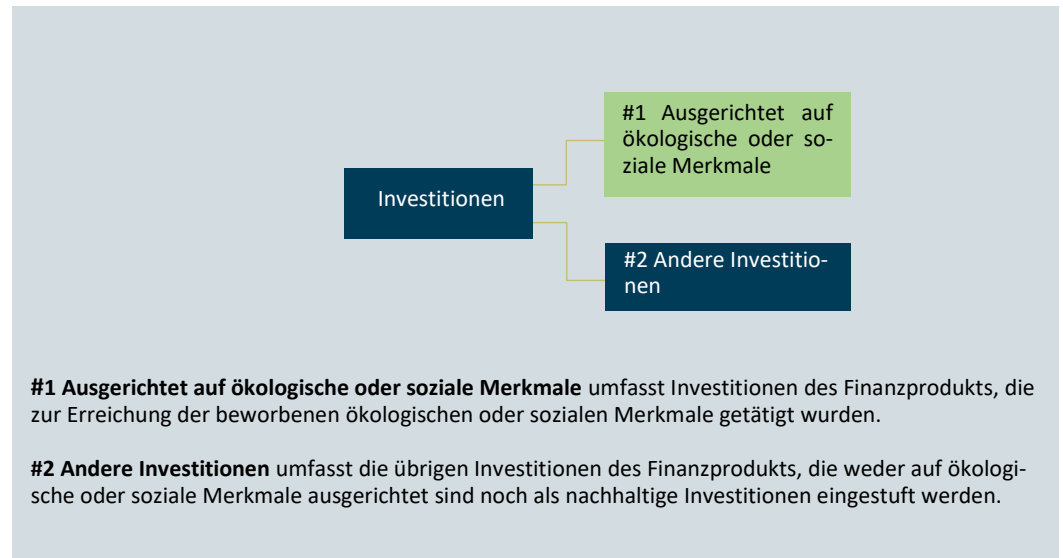 #1 Ausgerichtet auf
ökologische oder so-
ziale Merkmale
Investitionen
#2 Andere Investitio-
nen
#1 Ausgerichtet auf ökologische oder soziale Merkmale umfasst Investitionen des Finanzprodukts, die
zur Erreichung der beworbenen ökologischen oder sozialen Merkmale getätigt wurden.
#2 Andere Investitionen umfasst die übrigen Investitionen des Finanzprodukts, die weder auf ökologi-
sche oder soziale Merkmale ausgerichtet sind noch als nachhaltige Investitionen eingestuft werden.